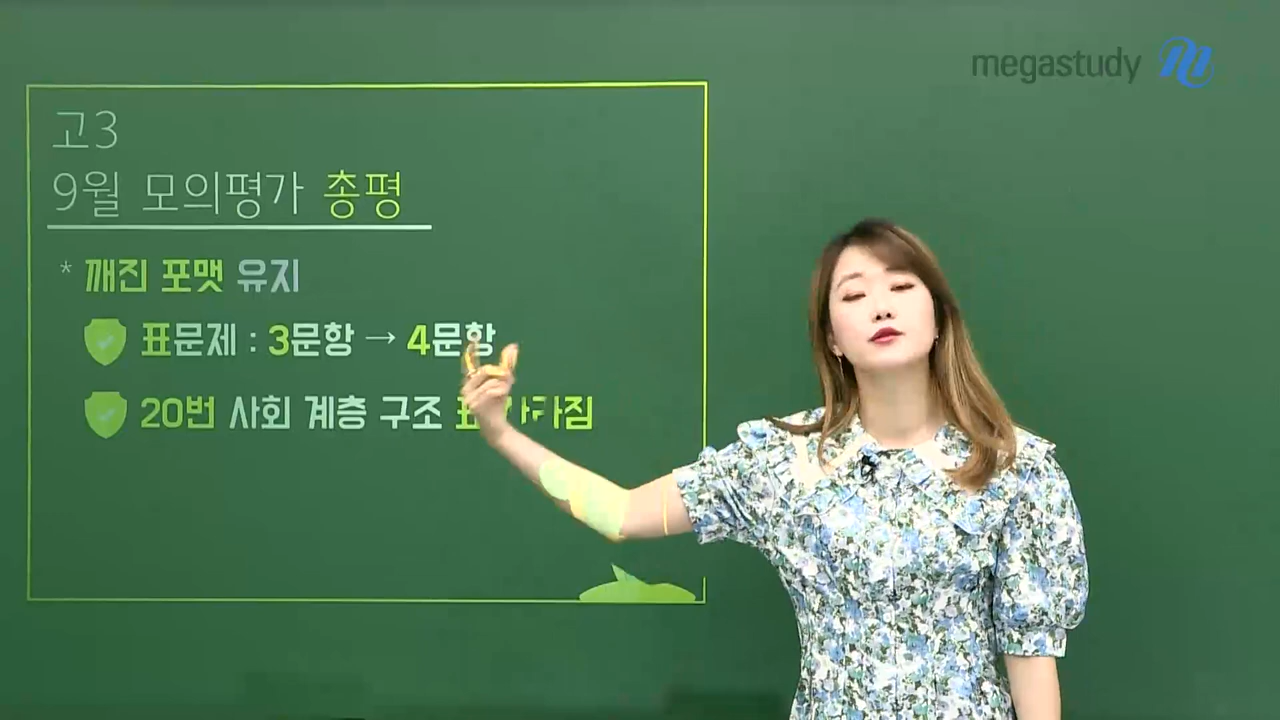 megastudy
고3
9월 모의평가 총평
* 깨진 포맷 유지
표문제 : 3문항 → 4문항
20번 사회 계층 구조 표